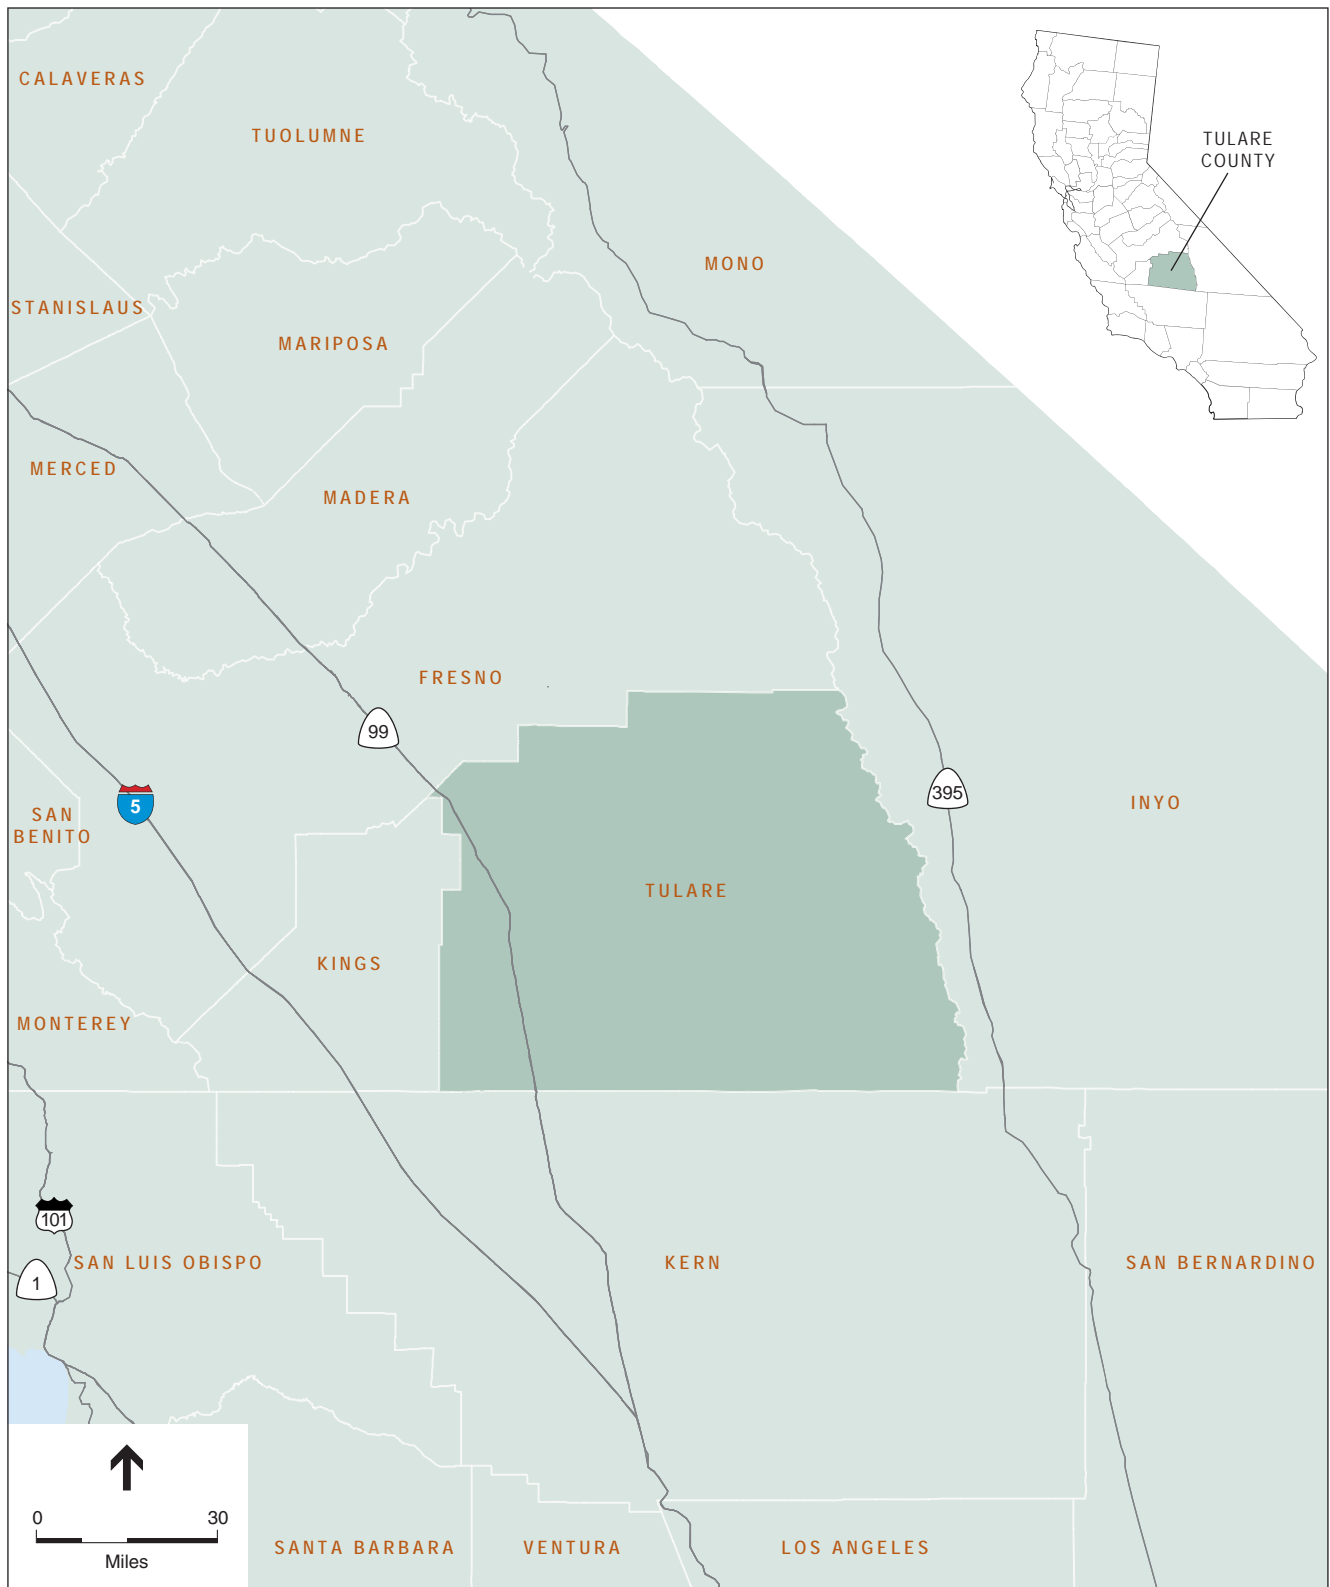 CALAVERAS
TUOLUMNE
TULARE
COUNTY
MONO
STANISLAUS
MARIPOSA
MERCED
MADERA
FRESNO
99
5
395
INYO
SAN
BENITO
TULARE
KINGS
MONTEREY
101
1
SAN LUIS OBISPO
KERN
SAN BERNARDINO
0 30
Miles
SANTA BARBARA
VENTURA
LOS ANGELES